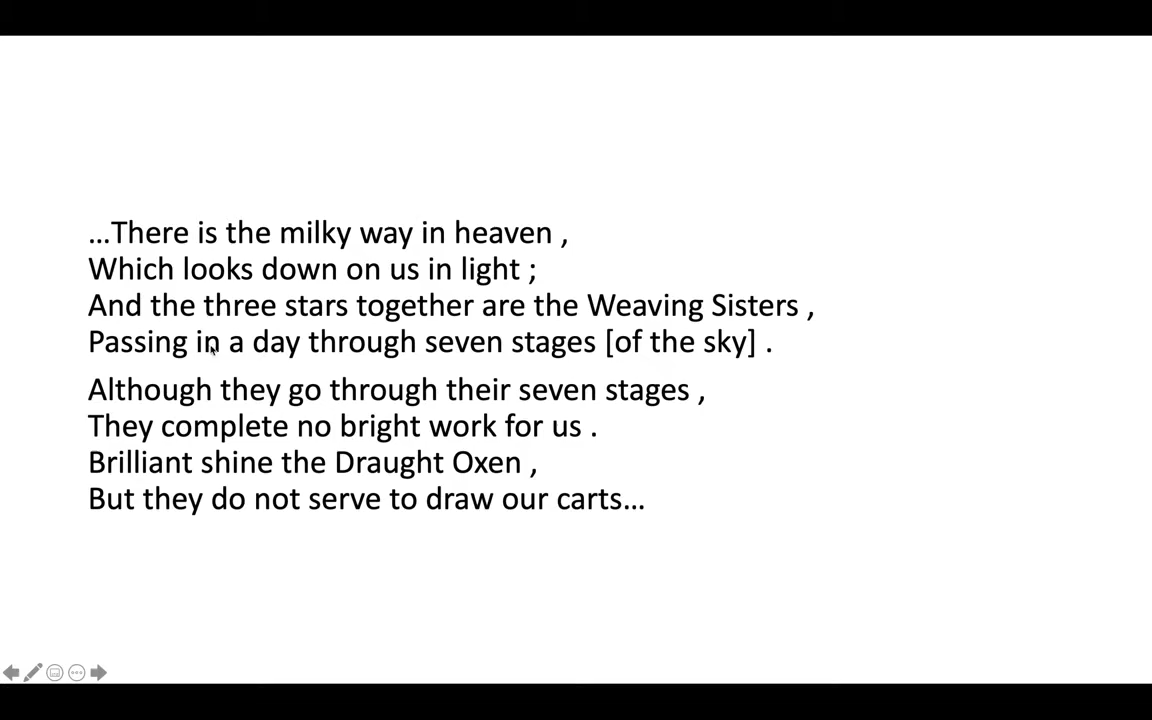 …There is the milky way in heaven ,
Which looks down on us in light ;
And the three stars together are the Weaving Sisters ,
Passing in a day through seven stages [of the sky] .
Although they go through their seven stages ,
They complete no bright work for us .
Brilliant shine the Draught Oxen ,
But they do not serve to draw our carts…